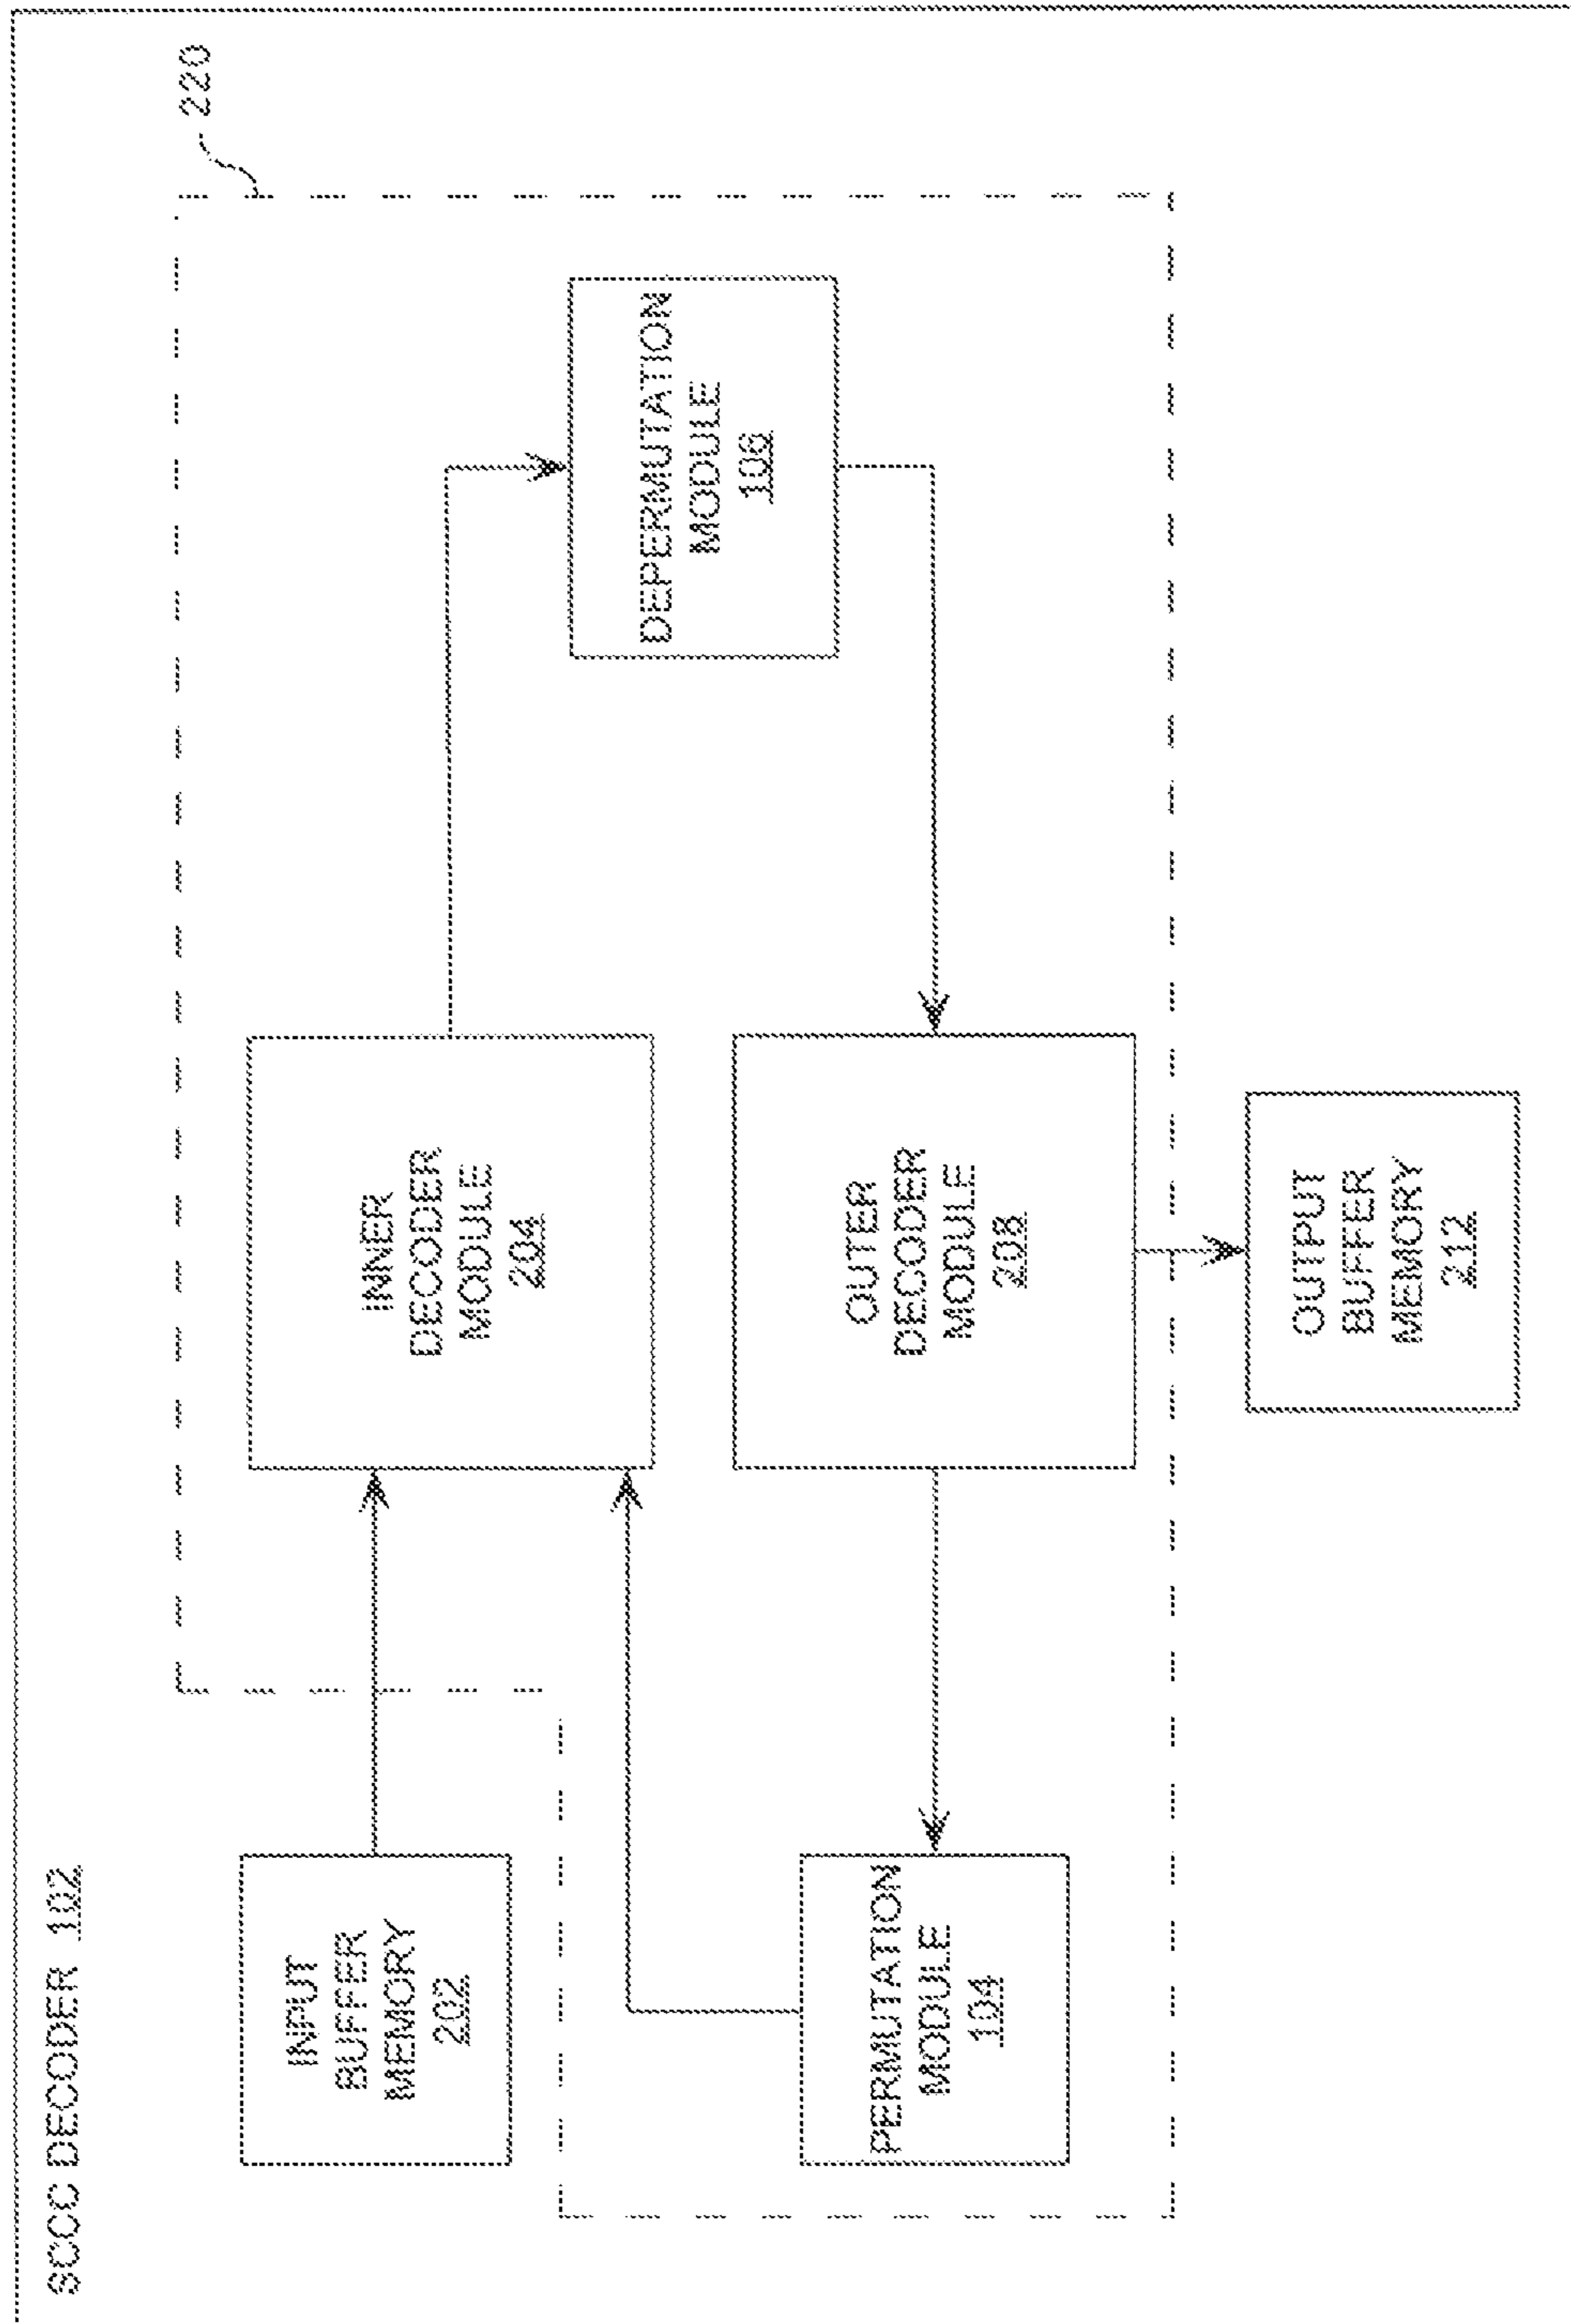 SCCC DECODER 102
220
INPUT
BUFFER
MEMORY
202
INNER
DECODER
MODULE
204
DEPERMUTATION
MODULE
106
PERMUTATION
MODULE
104
OUTER
DECODER
MODULE
208
OUTPUT
BUFFER
MEMORY
212